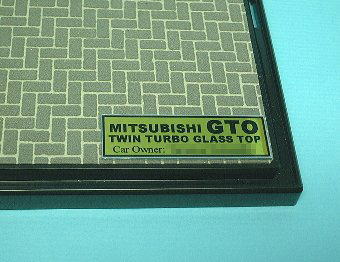 MITSUBISHI GTO
TWIN TURBO GLASS TOP
Car Owner: